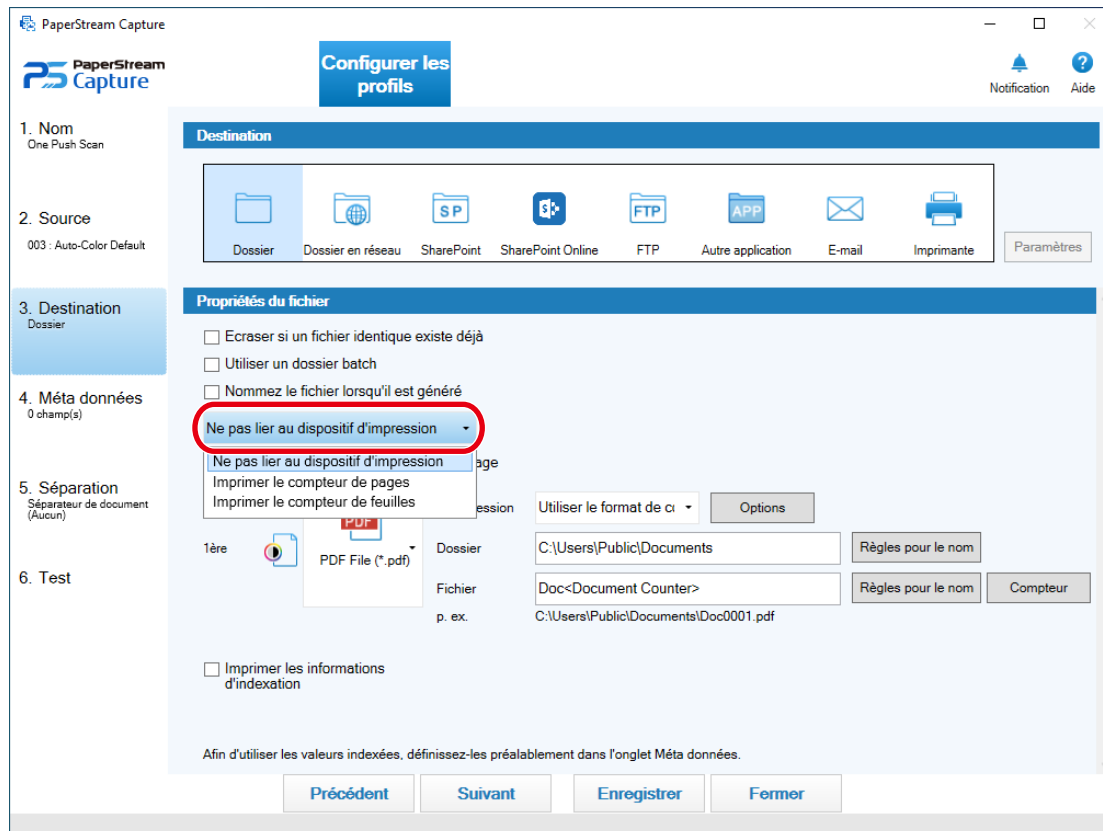 PaperStream Capture
PaperStream
Capture
Configurer les
profils
Notification
Aide
1. Nom
One Push Scan
2. Source
003 : Auto-Color Default
3. Destination
Dossier
4. Méta données
0 champ(s)
5. Séparation
Séparateur de document
(Aucun)
6. Test
Destination
Dossier
Dossier en réseau
SP
SharePoint
S
SharePoint Online
FTP
FTP
APP
Autre application
E-mail
Imprimante
Paramètres
Propriétés du fichier
Ecraser si un fichier identique existe déjà
Utiliser un dossier batch
Nommez le fichier lorsqu'il est généré
Ne pas lier au dispositif d'impression
Ne pas lier au dispositif d'impression
Imprimer le compteur de pages
Imprimer le compteur de feuilles
age
ession
Utiliser le format de
Options
1ère
PDF
PDF File (*.pdf)
Dossier
C:\Users\Public\Documents
Règles pour le nom
Fichier
Doc<Document Counter>
Règles pour le nom
Compteur
p. ex.
C:\Users\Public\Documents\Doc0001.pdf
Imprimer les informations
d'indexation
Afin d'utiliser les valeurs indexées, définissez-les préalablement dans l'onglet Méta données.
Précédent
Suivant
Enregistrer
Fermer